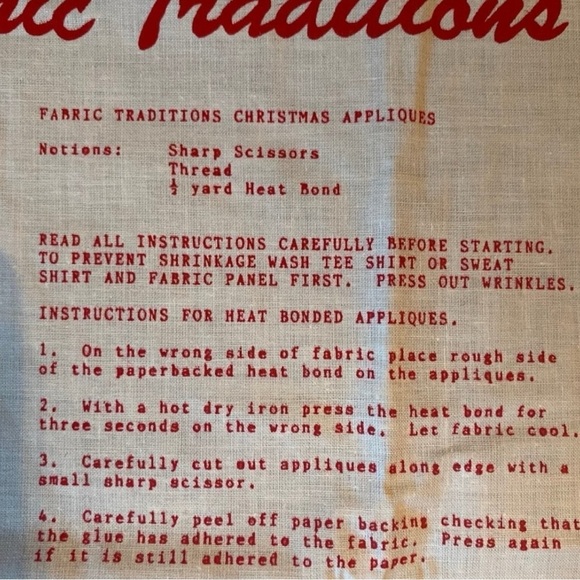 ric Traditions
FABRIC TRADITIONS CHRISTMAS APPLIQUES
Notions: Sharp Scissors
Thread
½ yard Heat Bond
READ ALL INSTRUCTIONS CAREFULLY BEFORE STARTING.
TO PREVENT SHRINKAGE WASH TEE SHIRT OR SWEAT
SHIRT AND FABRIC PANEL FIRST. PRESS OUT WRINKLES.
INSTRUCTIONS FOR HEAT BONDED APPLIQUES.
1. On the wrong side of fabric place rough side
of the paperbacked heat bond on the appliques.
2. With a hot dry iron press the heat bond for
three seconds on the wrong side. Let fabric cool.
3. Carefully cut out appliques along edge with a
small sharp scissor.
4. Carefully peel off paper backing checking that
the glue has adhered to the fabric. Press again
if it is still adhered to the paper.